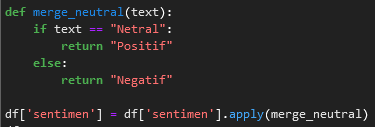 def merge_neutral(text):
    if text == "Netral":
        return "Positif"
    else:
        return "Negatif"

df['sentimen'] = df['sentimen'].apply(merge_neutral)